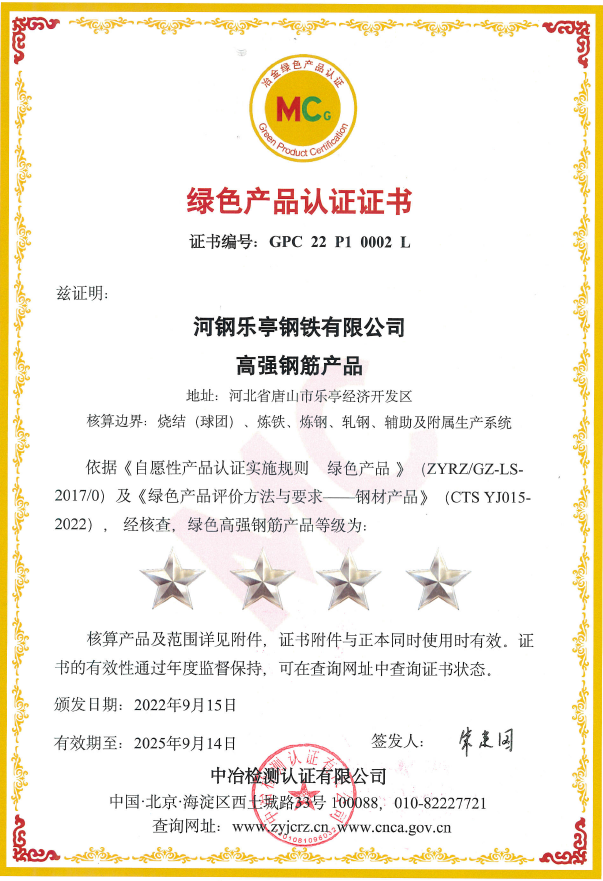 冶金绿色产品认证
MCG
Green Product Certification
绿色产品认证证书
证书编号：GPC 22 P1 0002 L
兹证明：
河钢乐亭钢铁有限公司
高强钢筋产品
地址：河北省唐山市乐亭经济开发区
核算边界：烧结（球团）、炼铁、炼钢、轧钢、辅助及附属生产系统
依据《自愿性产品认证实施规则 绿色产品》（ZYRZ/GZ-LS-
2017/0）及《绿色产品评价方法与要求——钢材产品》（CTS YJ015-
2022），经核查，绿色高强钢筋产品等级为：
核算产品及范围详见附件，证书附件与正本同时使用时有效。证
书的有效性通过年度监督保持，可在查询网址中查询证书状态。
颁发日期：2022年9月15日
有效期至：2025年9月14日
签发人：
中冶检测认证有限公司
中国·北京·海淀区西土城路33号 100088，010-82227721
查询网址：www.zyjcrz.cn www.cnca.gov.cn
中冶检测认证有限公司
MC